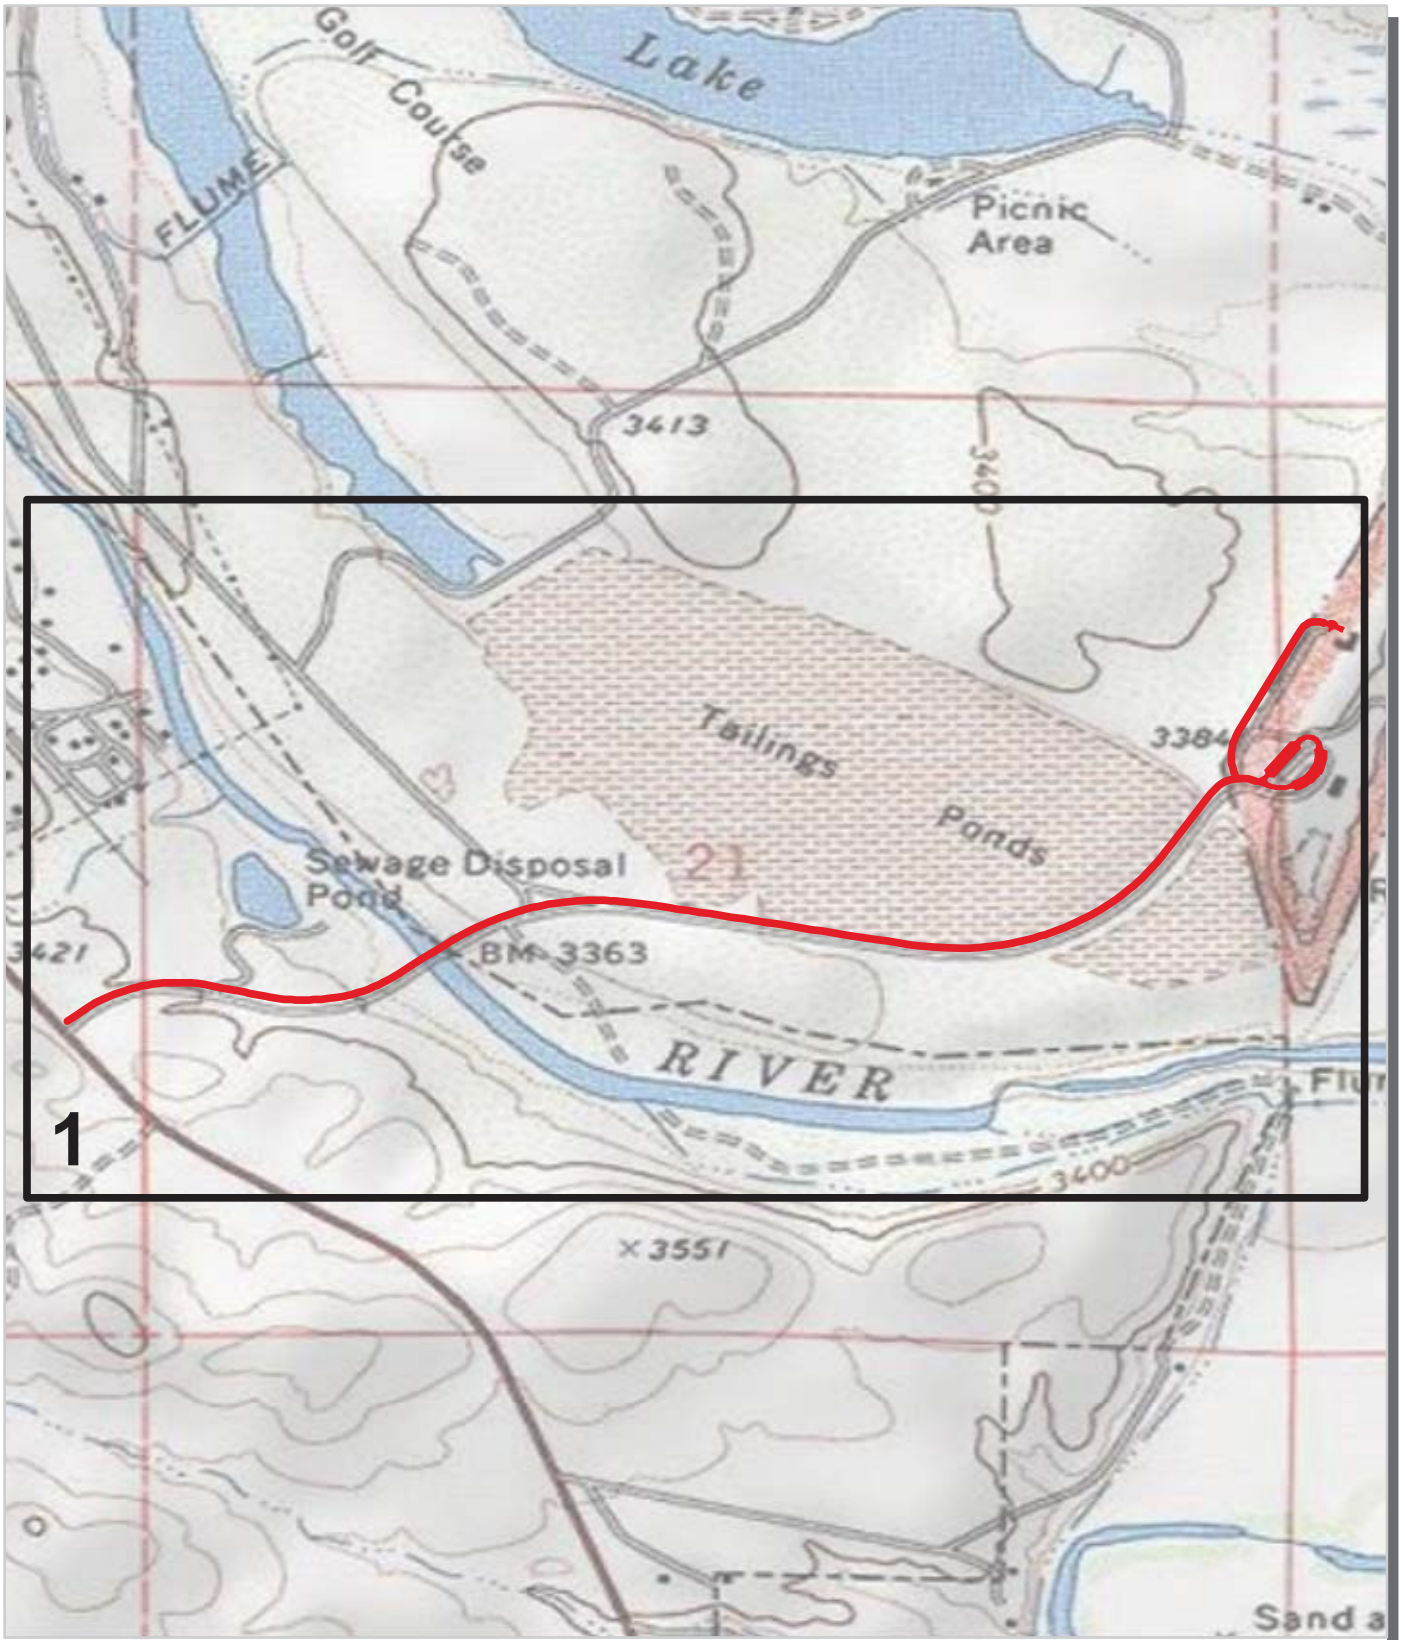 Golf Course
Lake
FLUME
Picnic
Area
3413
3400
3384
Tailings
Ponds
21
Sewage Disposal
Pond
3421
BM 3363
RIVER
Flum
1
3400
×3551
Sand a